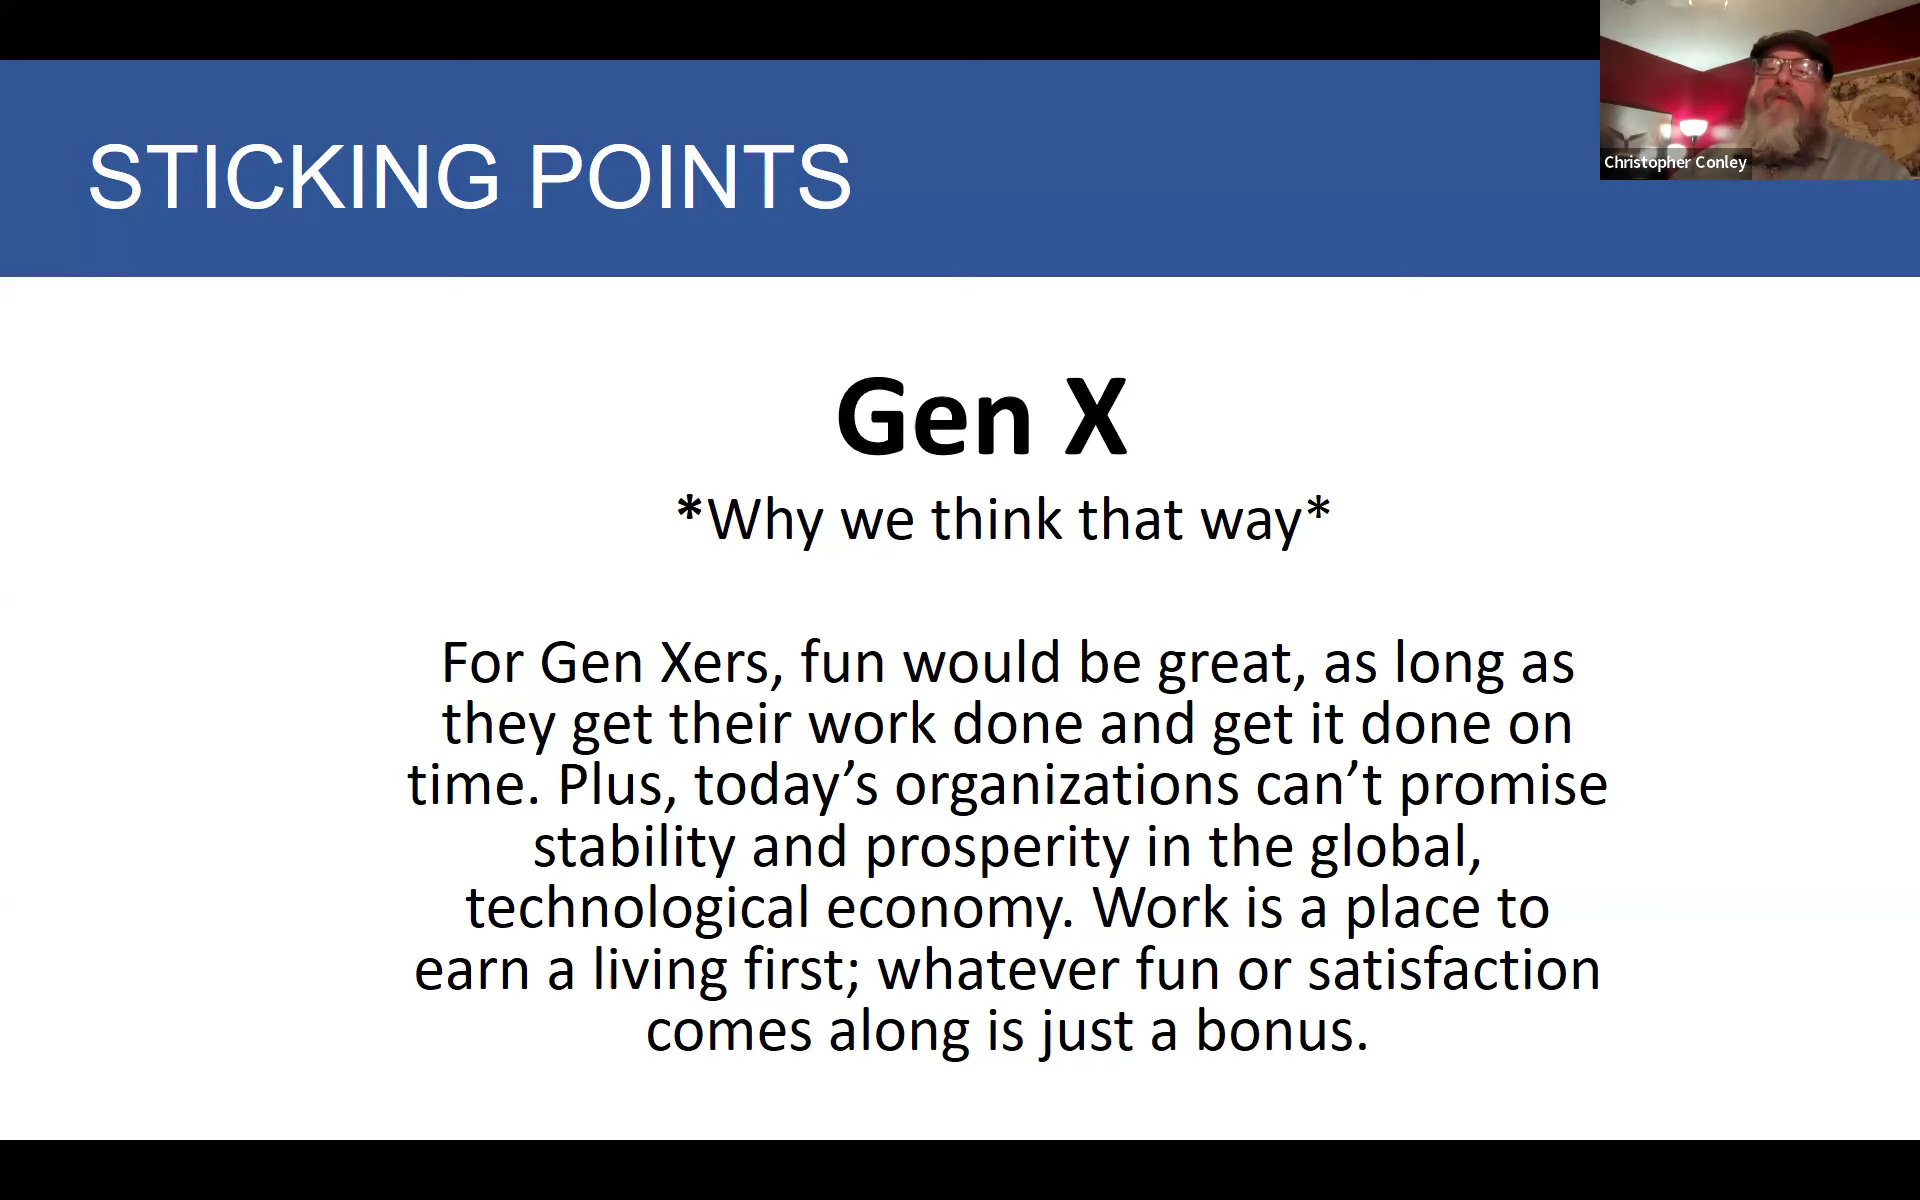 STICKING POINTS
Christopher Conley
Gen X
*Why we think that way*
For Gen Xers, fun would be great, as long as
they get their work done and get it done on
time. Plus, today’s organizations can’t promise
stability and prosperity in the global,
technological economy. Work is a place to
earn a living first; whatever fun or satisfaction
comes along is just a bonus.